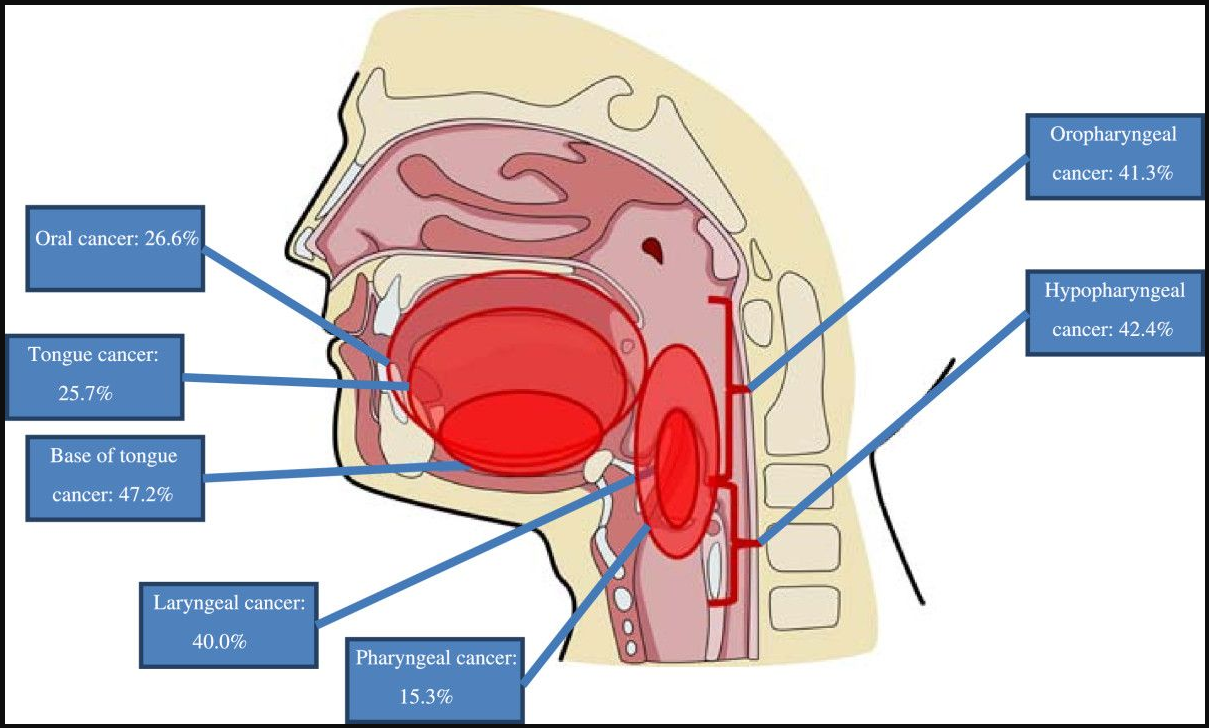 Oropharyngeal
cancer: 41.3%
Oral cancer: 26.6%
Hypopharyngeal
cancer: 42.4%
Tongue cancer:
25.7%
Base of tongue
cancer: 47.2%
Laryngeal cancer:
40.0%
Pharyngeal cancer:
15.3%